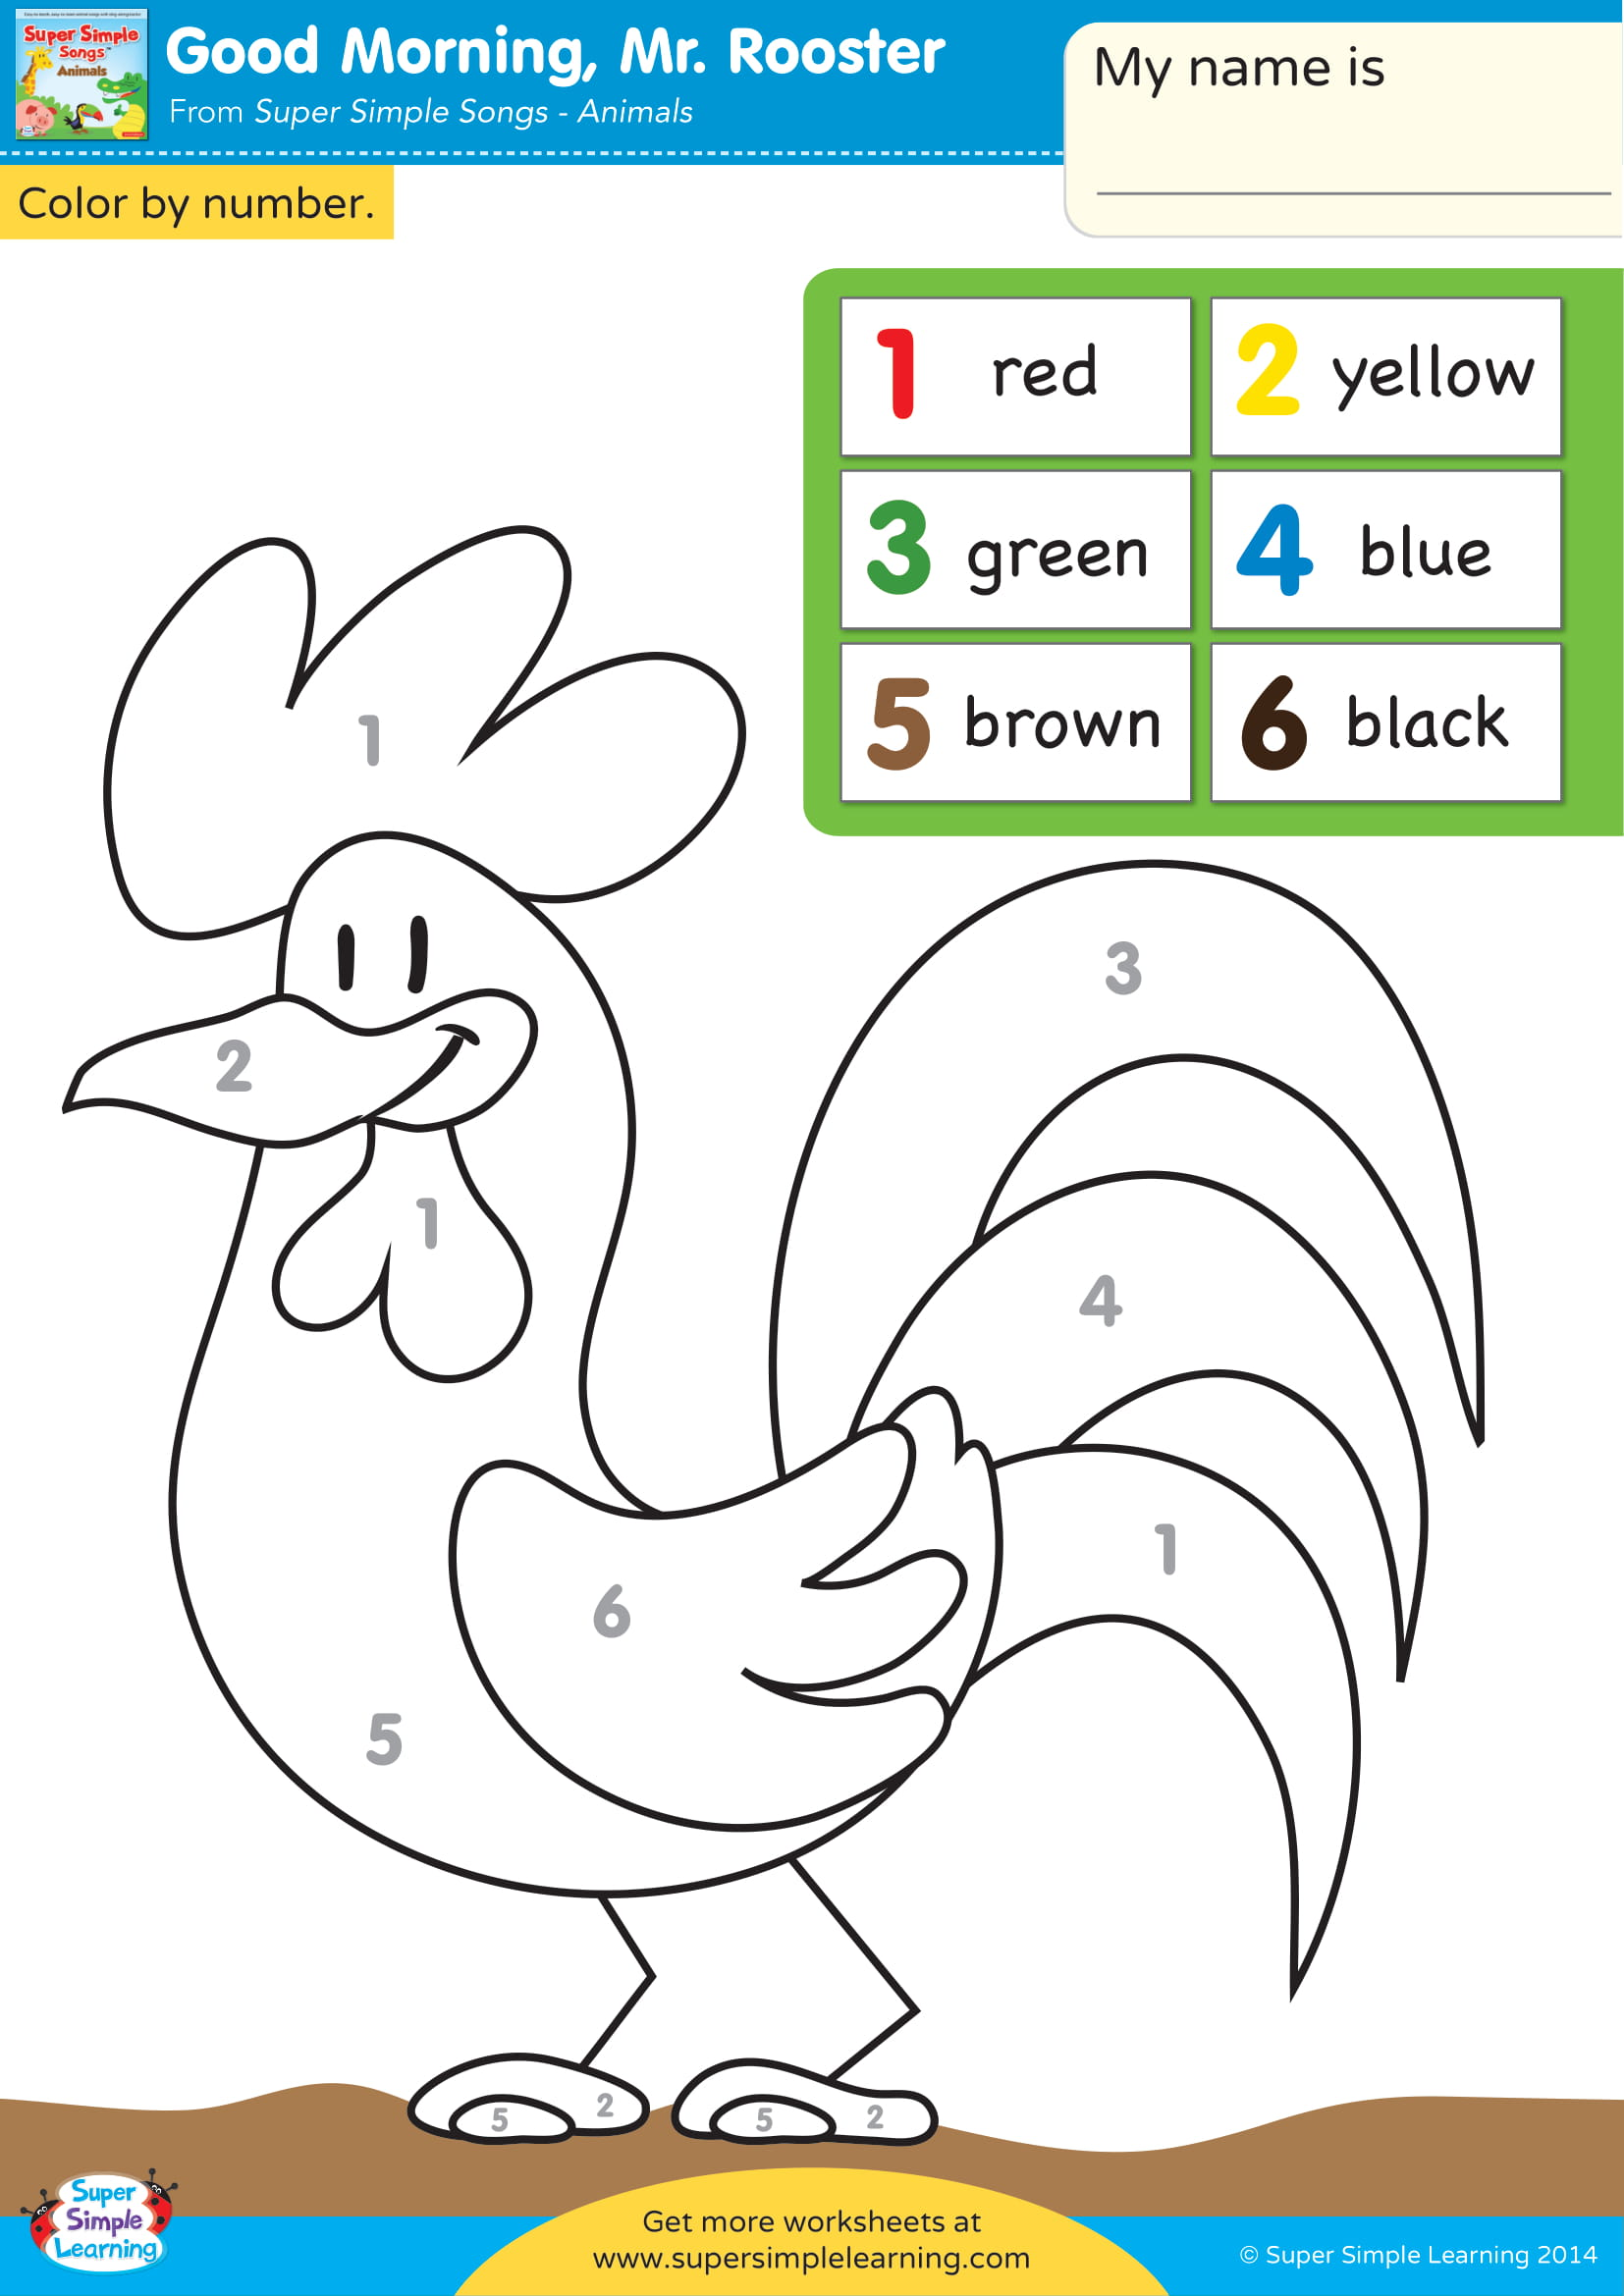 Super Simple
Songs™
Animals
Good Morning, Mr. Rooster
From Super Simple Songs - Animals
My name is
Color by number.
1 red
2 yellow
3 green
4 blue
5 brown
6 black
1
3
2
1
4
1
6
5
5
2
5
2
Super
Simple
Learning
Get more worksheets at
www.supersimplelearning.com
© Super Simple Learning 2014